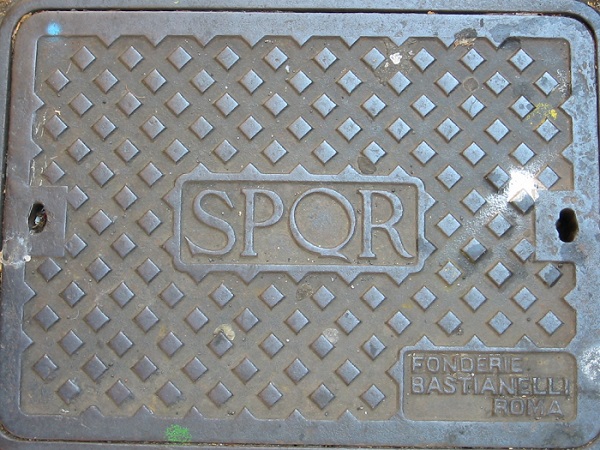 SPQR
FONDERIE
BASTIANELLI
ROMA